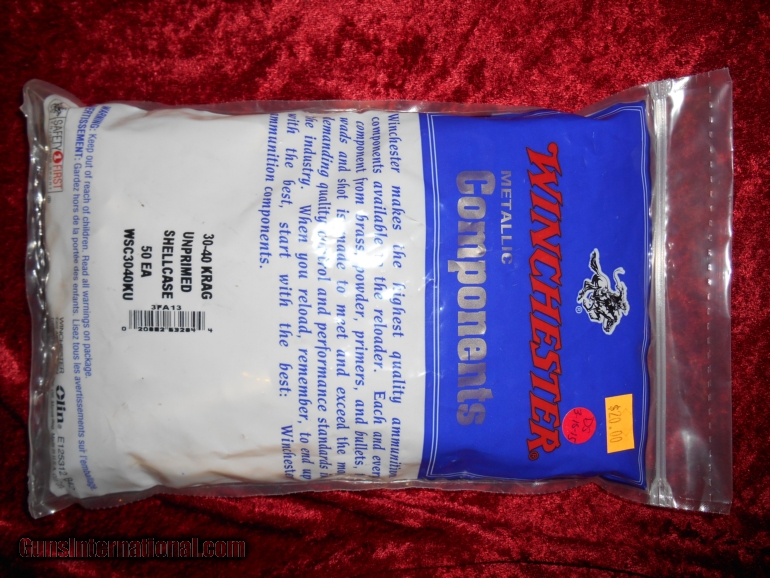 WINCHESTER
®
METALLIC
Components
$20.00
Winchester makes the highest quality ammunition
components available to the reloader. Each and every
component from brass, powder, primers, and bullets,
wads and shot is made to meet and exceed the
demanding quality control and performance standards
the industry. When you reload, remember, to end up
with the best, start with the best: Winchester
ammunition components.
30-40 KRAG
UNPRIMED
SHELLCASE
50 EA
WSC3040KU
3FA13
SAFETY FIRST
WARNING: Keep out of reach of children. Read all warnings on package.
Gardez hors de la portée des enfants. Lisez tous les avertissements sur l'emballage
WINCHESTER
Olin
GunsInternational.com